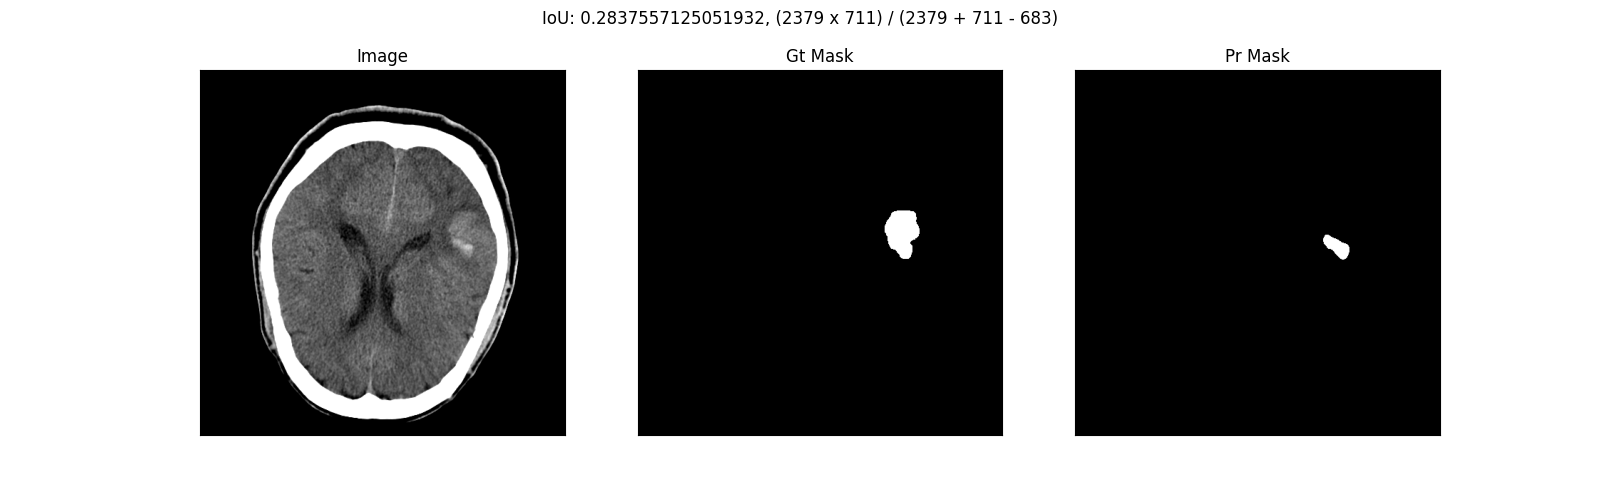 IoU: 0.2837557125051932, (2379 x 711) / (2379 + 711 - 683)
Image
Gt Mask
Pr Mask